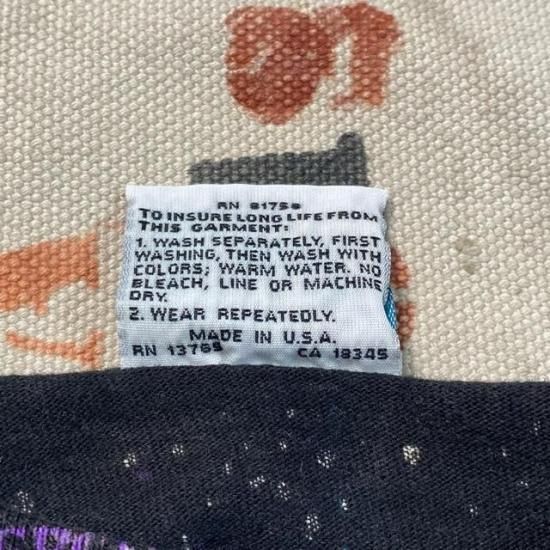 RN 8175
TO INSURE LONG LIFE FROM
THIS GARMENT:
1. WASH SEPARATELY, FIRST
WASHING, THEN WASH WITH
COLORS; WARM WATER. NO
BLEACH, LINE OR MACHINE
DRY.
2. WEAR REPEATEDLY.
MADE IN U.S.A.
RN 13765 CA 18345